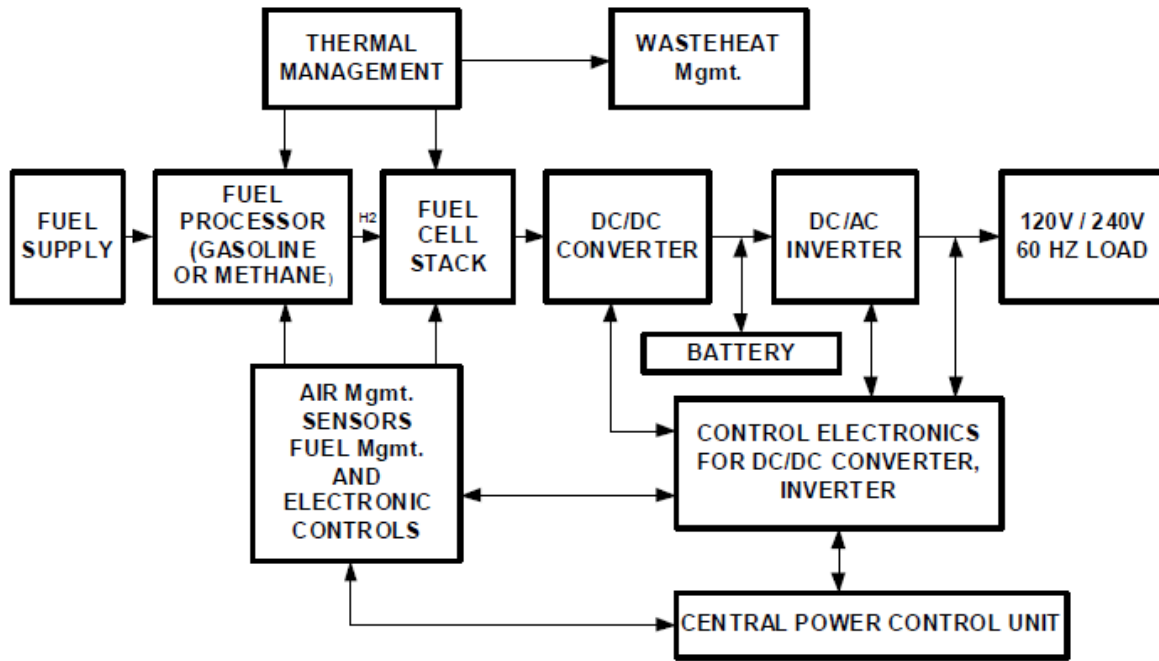 THERMAL
MANAGEMENT
WASTEHEAT
Mgmt.
FUEL
SUPPLY
FUEL
PROCESSOR
(GASOLINE
OR METHANE)
H2
FUEL
CELL
STACK
DC/DC
CONVERTER
DC/AC
INVERTER
120V / 240V
60 HZ LOAD
BATTERY
AIR Mgmt.
SENSORS
FUEL Mgmt.
AND
ELECTRONIC
CONTROLS
CONTROL ELECTRONICS
FOR DC/DC CONVERTER,
INVERTER
CENTRAL POWER CONTROL UNIT